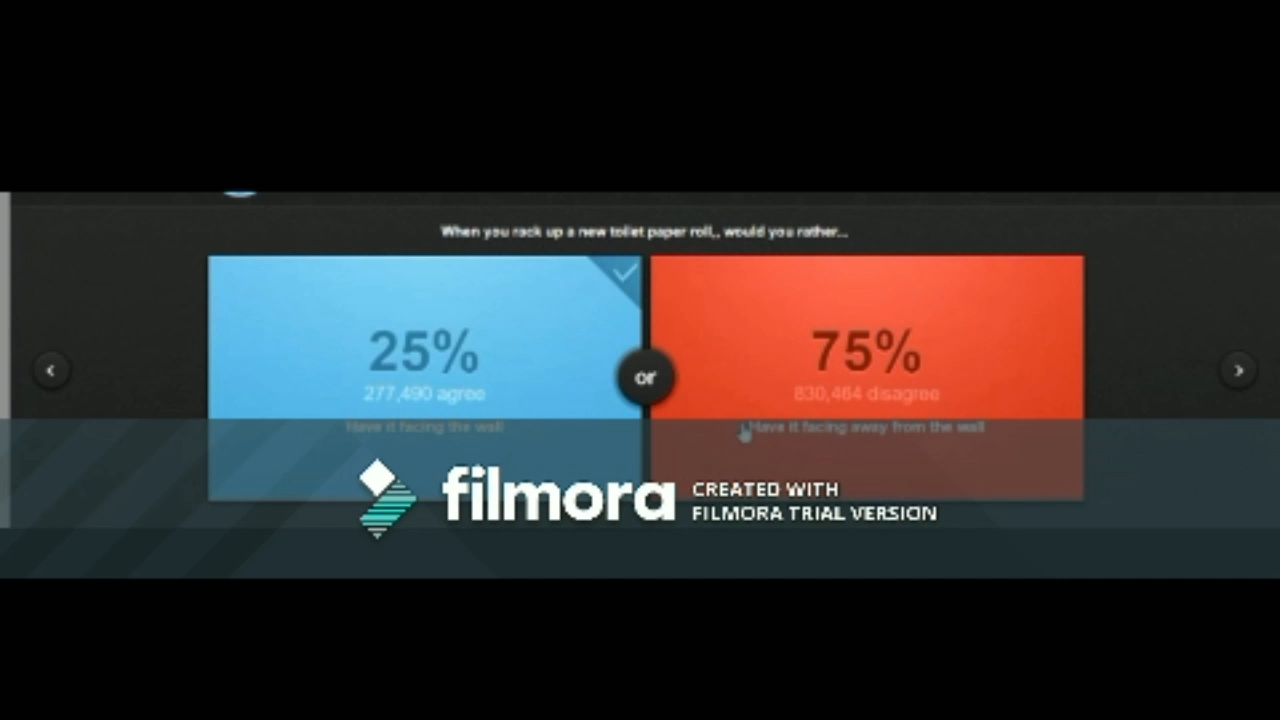 When you rack up a new toilet paper roll,, would you rather...
25%
277,490 agree
Have it facing the wall
or
75%
830,464 disagree
Have it facing away from the wall
filmora
CREATED WITH
FILMORA TRIAL VERSION